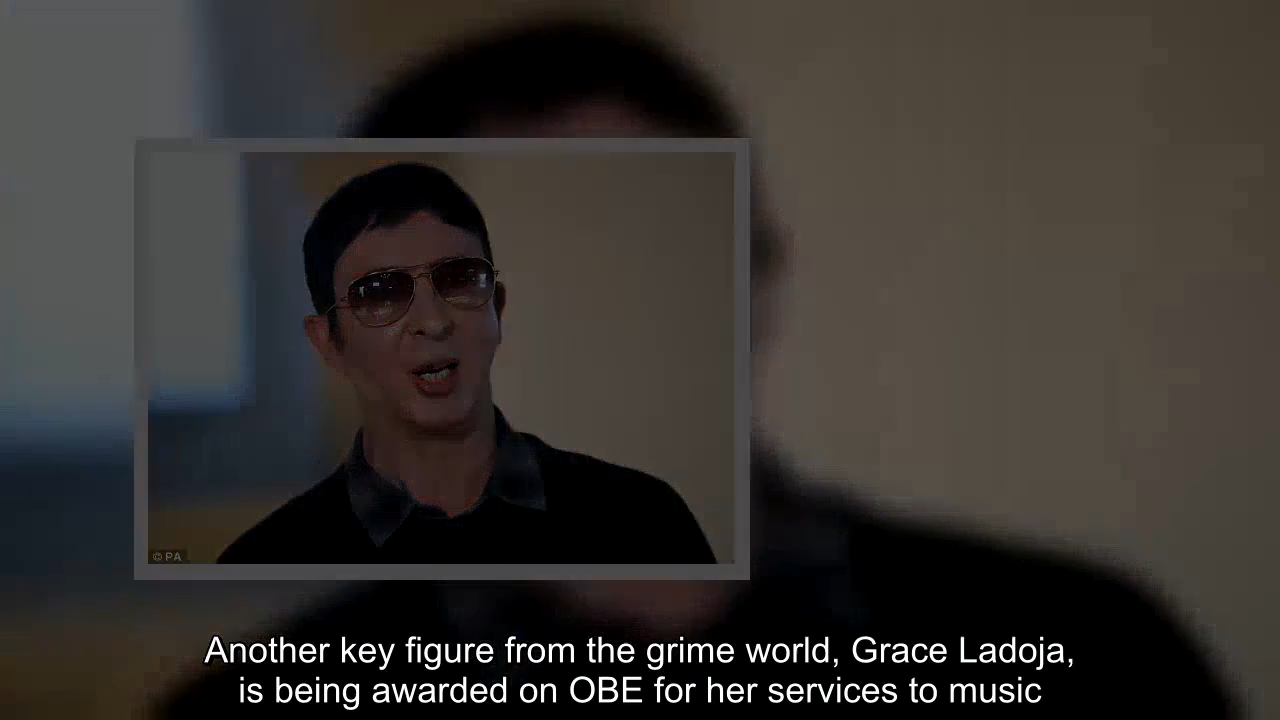 © PA
Another key figure from the grime world, Grace Ladoja,
is being awarded on OBE for her services to music